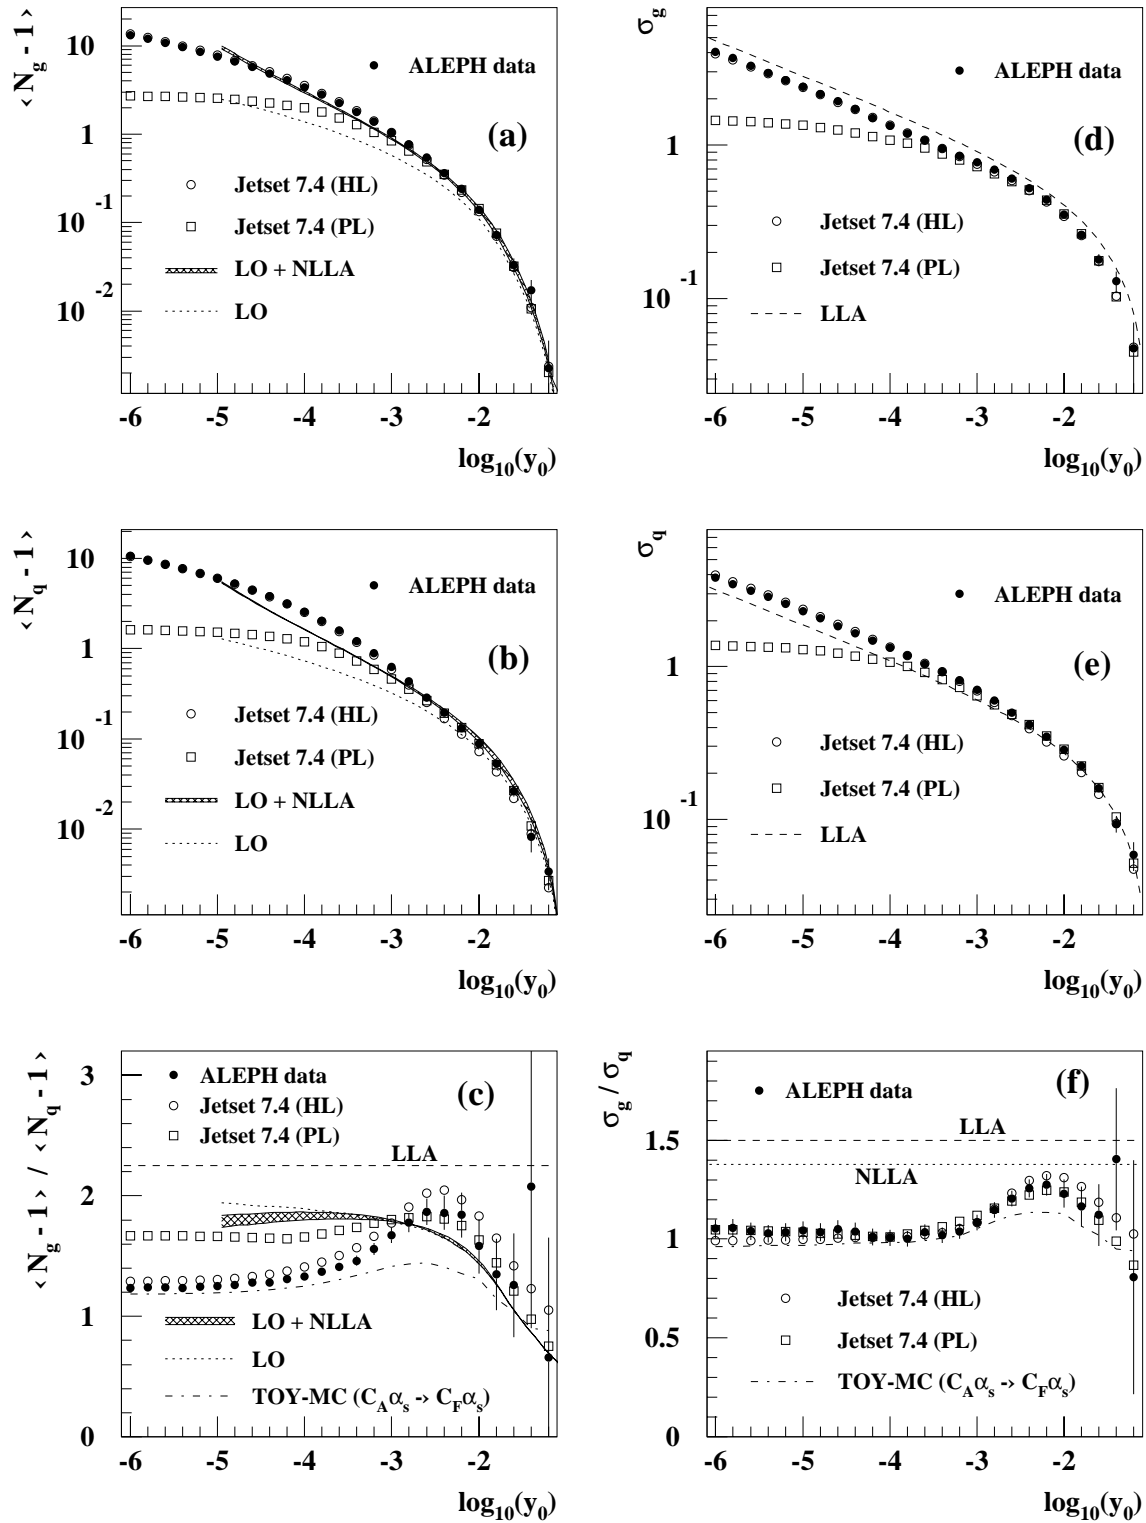 ⟨N_g - 1⟩
10
1
10^-1
10^-2
ALEPH data
(a)
Jetset 7.4 (HL)
Jetset 7.4 (PL)
LO + NLLA
LO
-6 -5 -4 -3 -2
log_10(y_0)
σ_g
1
10^-1
ALEPH data
(d)
Jetset 7.4 (HL)
Jetset 7.4 (PL)
LLA
-6 -5 -4 -3 -2
log_10(y_0)
⟨N_q - 1⟩
10
1
10^-1
10^-2
ALEPH data
(b)
Jetset 7.4 (HL)
Jetset 7.4 (PL)
LO + NLLA
LO
-6 -5 -4 -3 -2
log_10(y_0)
σ_q
1
10^-1
ALEPH data
(e)
Jetset 7.4 (HL)
Jetset 7.4 (PL)
LLA
-6 -5 -4 -3 -2
log_10(y_0)
⟨N_g - 1⟩ / ⟨N_q - 1⟩
3
2
1
0
ALEPH data
Jetset 7.4 (HL)
Jetset 7.4 (PL)
(c)
LLA
LO + NLLA
LO
TOY-MC (C_Aα_s -> C_Fα_s)
-6 -5 -4 -3 -2
log_10(y_0)
σ_g / σ_q
1.5
1
0.5
0
ALEPH data
(f)
LLA
NLLA
Jetset 7.4 (HL)
Jetset 7.4 (PL)
TOY-MC (C_Aα_s -> C_Fα_s)
-6 -5 -4 -3 -2
log_10(y_0)